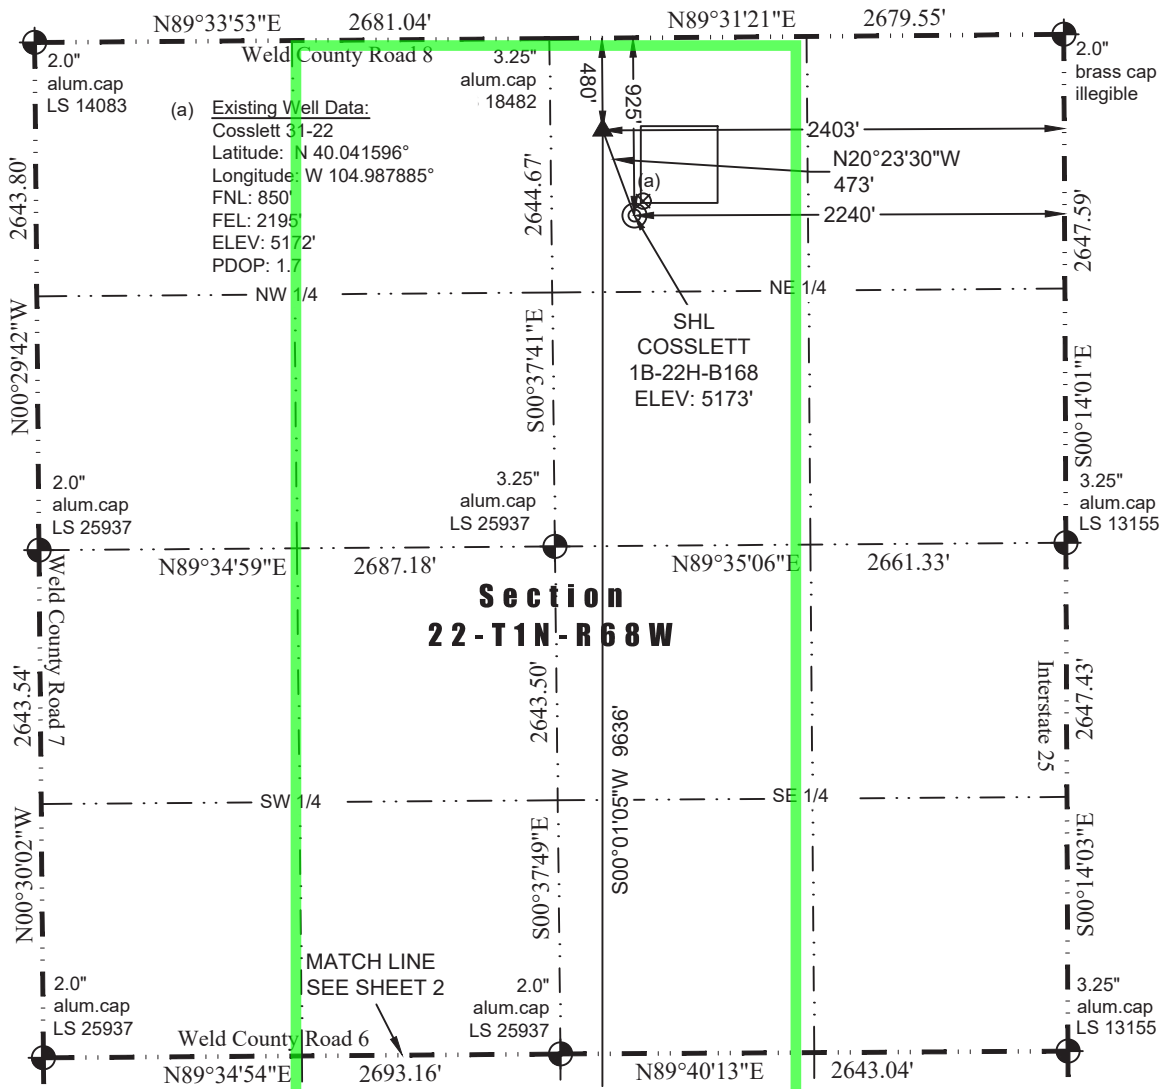 N89°33'53"E
2681.04'
N89°31'21"E
2679.55'
Weld County Road 8
2.0"
alum.cap
LS 14083
(a)
Existing Well Data:
Cosslett 31-22
Latitude: N 40.041596°
Longitude: W 104.987885°
FNL: 850'
FEL: 2195'
ELEV: 5172'
PDOP: 1.7
3.25"
alum.cap
18482
480'
925'
2.0"
brass cap
illegible
2403'
N20°23'30"W
473'
(a)
2240'
2643.80'
2644.67'
2647.59'
NW 1/4
NE 1/4
SHL
COSSLETT
1B-22H-B168
ELEV: 5173'
N00°29'42"W
S00°37'41"E
S00°14'01"E
2.0"
alum.cap
LS 25937
3.25"
alum.cap
LS 25937
3.25"
alum.cap
LS 13155
N89°34'59"E
2687.18'
N89°35'06"E
2661.33'
Section
22-T1N-R68W
Weld County Road 7
2643.54'
2643.50'
S00°01'05"W 9636'
Interstate 25
2647.43'
SW 1/4
SE 1/4
N00°30'02"W
S00°37'49"E
S00°14'03"E
MATCH LINE
SEE SHEET 2
2.0"
alum.cap
LS 25937
2.0"
alum.cap
LS 25937
3.25"
alum.cap
LS 13155
Weld County Road 6
N89°34'54"E
2693.16'
N89°40'13"E
2643.04'